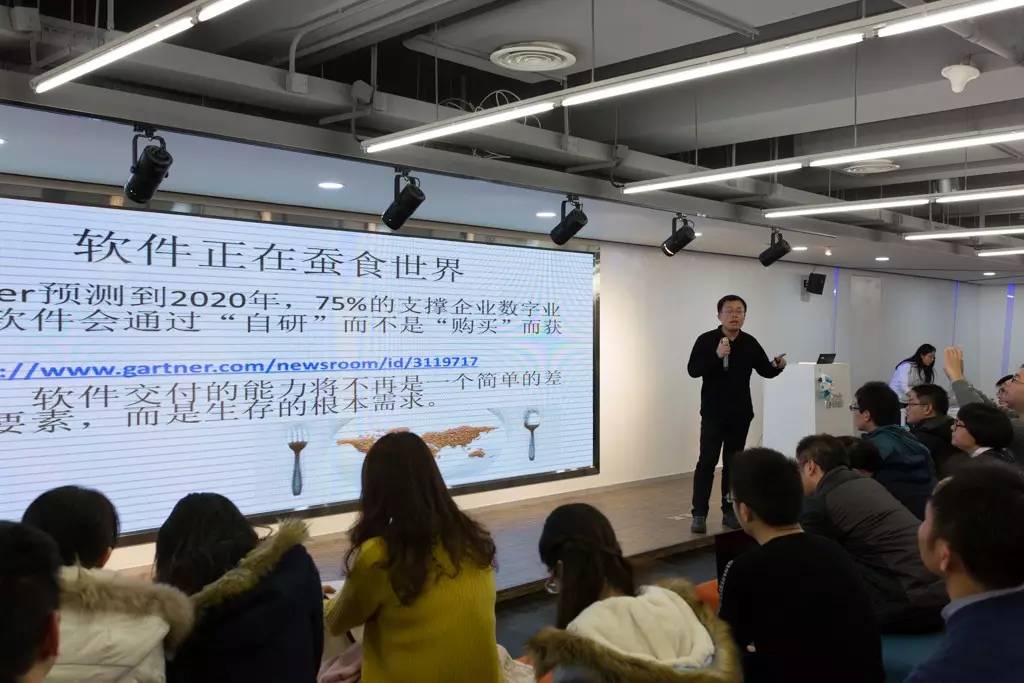 软件正在蚕食世界
er预测到2020年，75%的支撑企业数字业
软件会通过“自研”而不是“购买”而获
://www.gartner.com/newsroom/id/3119717
软件交付的能力将不再是一个简单的差
要素，而是生存的根本需求。